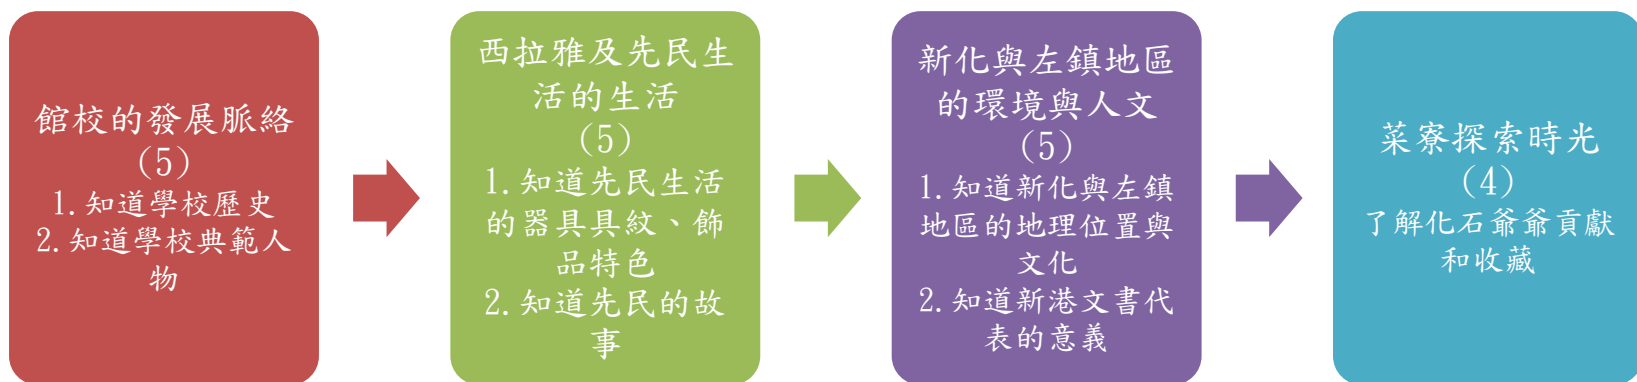 館校的發展脈絡
(5)
1.知道學校歷史
2.知道學校典範人
物
西拉雅及先民生
活的生活
(5)
1.知道先民生活
的器具具紋、飾
品特色
2.知道先民的故
事
新化與左鎮地區
的環境與人文
(5)
1.知道新化與左鎮
地區的地理位置與
文化
2.知道新港文書代
表的意義
菜寮探索時光
(4)
了解化石爺爺貢獻
和收藏